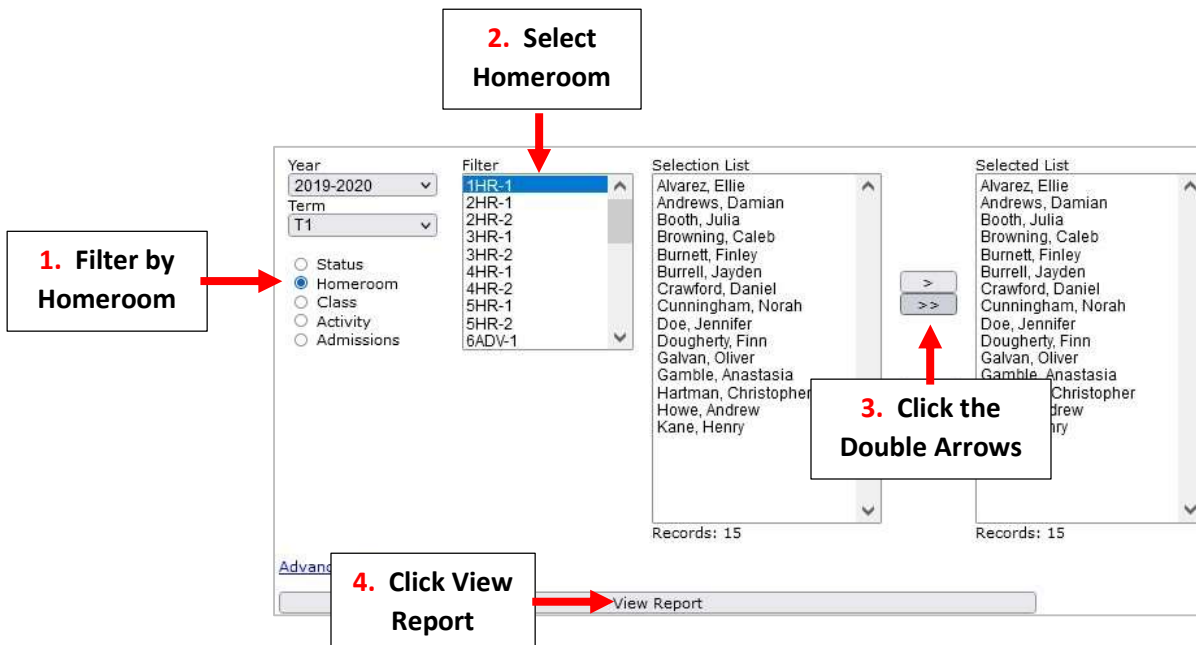 2. Select
Homeroom
Year
2019-2020
Term
T1
1. Filter by
Homeroom
Status
Homeroom
Class
Activity
Admissions
Filter
1HR-1
2HR-1
2HR-2
3HR-1
3HR-2
4HR-1
4HR-2
5HR-1
5HR-2
6ADV-1
Selection List
Alvarez, Ellie
Andrews, Damian
Booth, Julia
Browning, Caleb
Burnett, Finley
Burrell, Jayden
Crawford, Daniel
Cunningham, Norah
Doe, Jennifer
Dougherty, Finn
Galvan, Oliver
Gamble, Anastasia
Hartman, Christopher
Howe, Andrew
Kane, Henry
Records: 15
>
>>
3. Click the
Double Arrows
Selected List
Alvarez, Ellie
Andrews, Damian
Booth, Julia
Browning, Caleb
Burnett, Finley
Burrell, Jayden
Crawford, Daniel
Cunningham, Norah
Doe, Jennifer
Dougherty, Finn
Galvan, Oliver
Gamble, Anastasia
Christopher
drew
nry
Records: 15
Advanc
4. Click View
Report
View Report